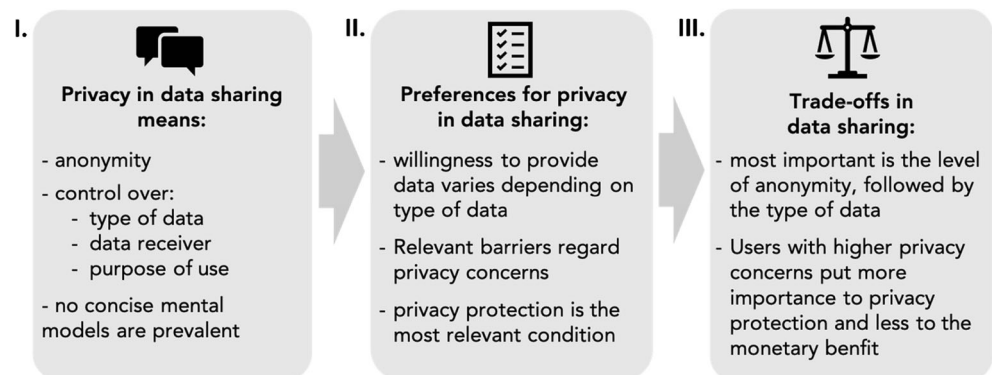 I.
Privacy in data sharing
means:
- anonymity
- control over:
- type of data
- data receiver
- purpose of use
- no concise mental
models are prevalent
II.
Preferences for privacy
in data sharing:
- willingness to provide
data varies depending on
type of data
- Relevant barriers regard
privacy concerns
- privacy protection is the
most relevant condition
III.
Trade-offs in
data sharing:
- most important is the level
of anonymity, followed by
the type of data
- Users with higher privacy
concerns put more
importance to privacy
protection and less to the
monetary benfit